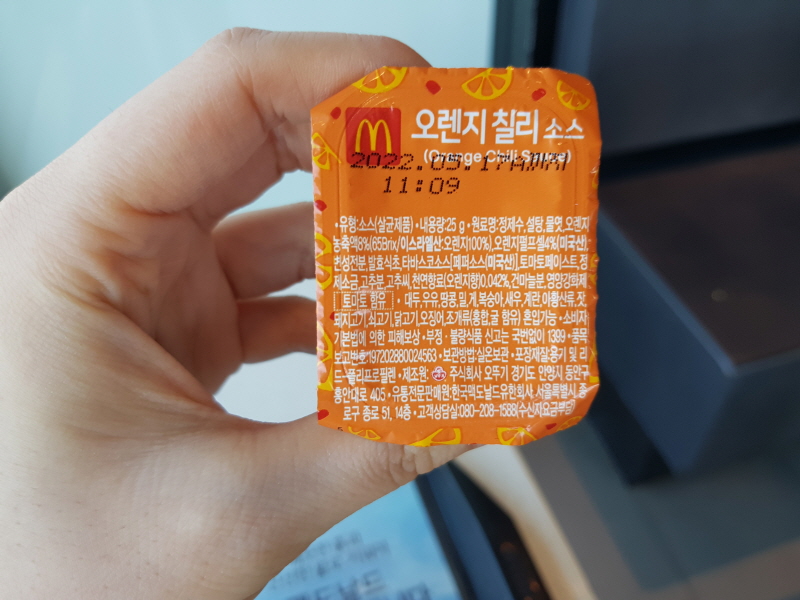 오렌지 칠리 소스
(Orange Chili Sauce)
2022.05.17
11:09
•유형:소스(살균제품) •내용량:25 g •원료명:정제수, 설탕, 물엿, 오렌지
농축액8%(65Brix/이스라엘산:오렌지100%), 오렌지펄프셀4%(미국산),
변성전분, 발효식초, 타바스코소스[페퍼소스(미국산)], 토마토페이스트, 정
제소금, 고추분, 고추씨, 천연향료(오렌지향)0.042%, 건마늘분, 영양강화제
토마토 함유 • 대두, 우유, 땅콩, 밀, 게, 복숭아, 새우, 계란, 아황산류, 잣,
돼지고기, 쇠고기, 닭고기, 오징어, 조개류(홍합, 굴 함유) 혼입가능 •소비자
기본법에 의한 피해보상 •부정·불량식품 신고는 국번없이 1399 •품목
보고번호:197202880024563 •보관방법:실온보관 •포장재질:용기 및 리
드-폴리프로필렌 •제조원: 주식회사 오뚜기 경기도 안양시 동안구
흥안대로 405 •유통전문판매원:한국맥도날드유한회사, 서울특별시 종
로구 종로 51, 14층 •고객상담실:080-208-1588(수신자요금부담)